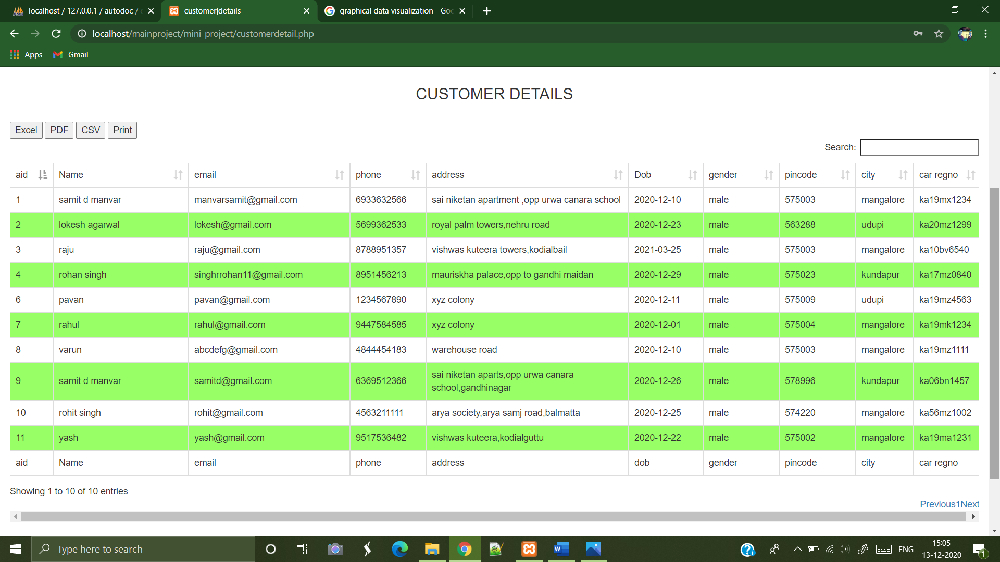 localhost / 127.0.0.1 / autodoc /
customer|details
graphical data visualization - Goo
localhost/mainproject/mini-project/customerdetail.php
Apps Gmail
CUSTOMER DETAILS
Excel PDF CSV Print
Search:
aid Name email phone address Dob gender pincode city car regno
1 samit d manvar manvarsamit@gmail.com 6933632566 sai niketan apartment ,opp urwa canara school 2020-12-10 male 575003 mangalore ka19mx1234
2 lokesh agarwal lokesh@gmail.com 5699362533 royal palm towers,nehru road 2020-12-23 male 563288 udupi ka20mz1299
3 raju raju@gmail.com 8788951357 vishwas kuteera towers,kodialbail 2021-03-25 male 575003 mangalore ka10bv6540
4 rohan singh singhrrohan11@gmail.com 8951456213 mauriskha palace,opp to gandhi maidan 2020-12-29 male 575023 kundapur ka17mz0840
6 pavan pavan@gmail.com 1234567890 xyz colony 2020-12-11 male 575009 udupi ka19mz4563
7 rahul rahul@gmail.com 9447584585 xyz colony 2020-12-01 male 575004 mangalore ka19mk1234
8 varun abcdefg@gmail.com 4844454183 warehouse road 2020-12-10 male 575003 mangalore ka19mz1111
9 samit d manvar samitd@gmail.com 6369512366 sai niketan aparts,opp urwa canara
school,gandhinagar 2020-12-26 male 578996 kundapur ka06bn1457
10 rohit singh rohit@gmail.com 4563211111 arya society,arya samj road,balmatta 2020-12-25 male 574220 mangalore ka56mz1002
11 yash yash@gmail.com 9517536482 vishwas kuteera,kodialguttu 2020-12-22 male 575002 mangalore ka19ma1231
aid Name email phone address dob gender pincode city car regno
Showing 1 to 10 of 10 entries
Previous1Next
Type here to search
ENG
15:05
13-12-2020
1